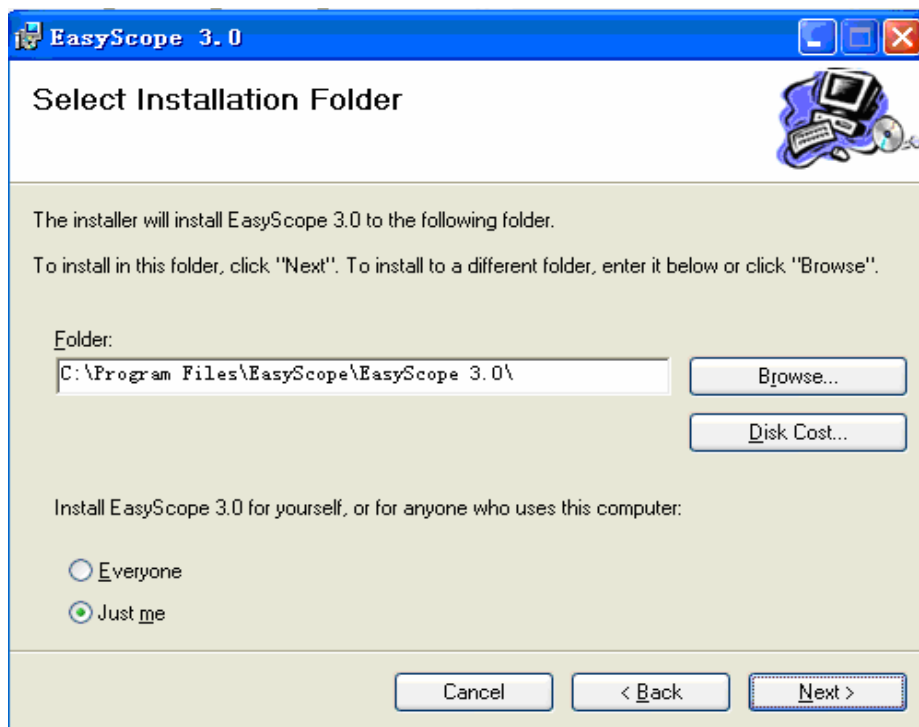 EasyScope 3.0
Select Installation Folder
The installer will install EasyScope 3.0 to the following folder.
To install in this folder, click "Next". To install to a different folder, enter it below or click "Browse".
Folder:
C:\Program Files\EasyScope\EasyScope 3.0\
Browse...
Disk Cost...
Install EasyScope 3.0 for yourself, or for anyone who uses this computer:
Everyone
Just me
Cancel
< Back
Next >